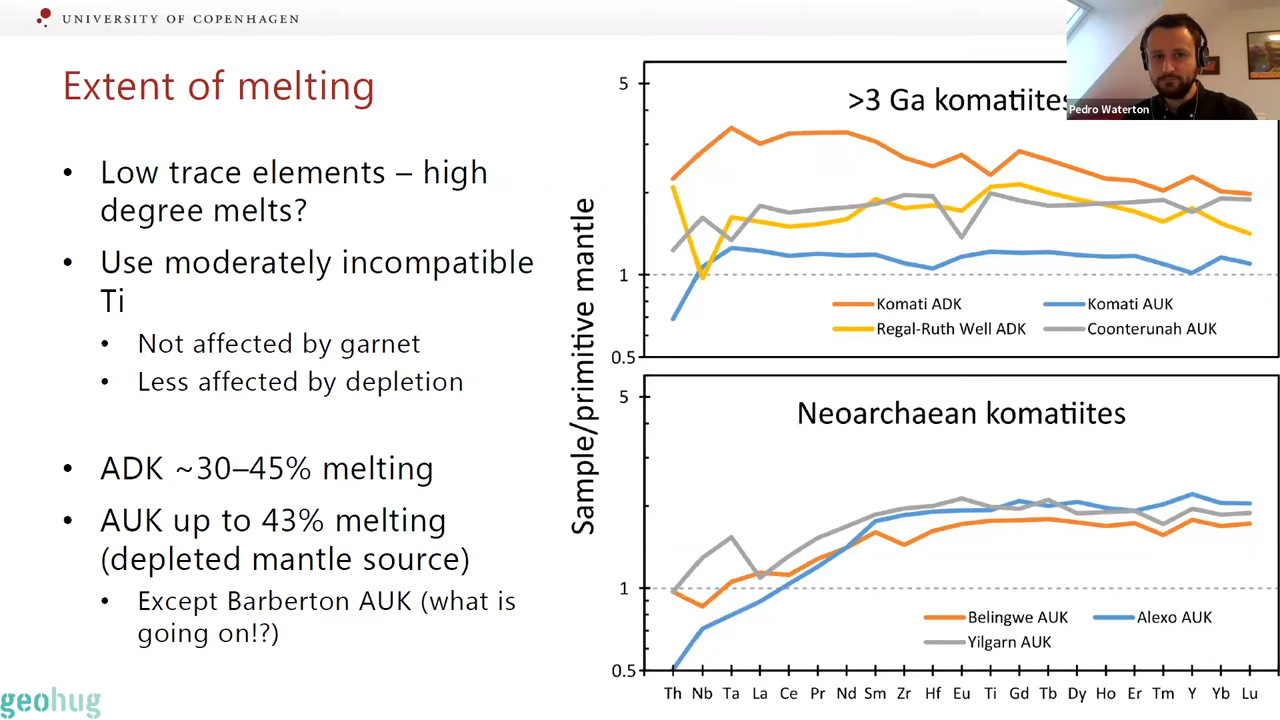 UNIVERSITY OF COPENHAGEN
Extent of melting
• Low trace elements – high
degree melts?
• Use moderately incompatible
Ti
• Not affected by garnet
• Less affected by depletion
• ADK ~30–45% melting
• AUK up to 43% melting
(depleted mantle source)
• Except Barberton AUK (what is
going on!?)
geohug
Sample/primitive mantle
5
1
0.5
>3 Ga komatiites
Komati ADK
Komati AUK
Regal-Ruth Well ADK
Coonterunah AUK
5
1
0.5
Neoarchaean komatiites
Belingwe AUK
Alexo AUK
Yilgarn AUK
Th Nb Ta La Ce Pr Nd Sm Zr Hf Eu Ti Gd Tb Dy Ho Er Tm Y Yb Lu
Pedro Waterton